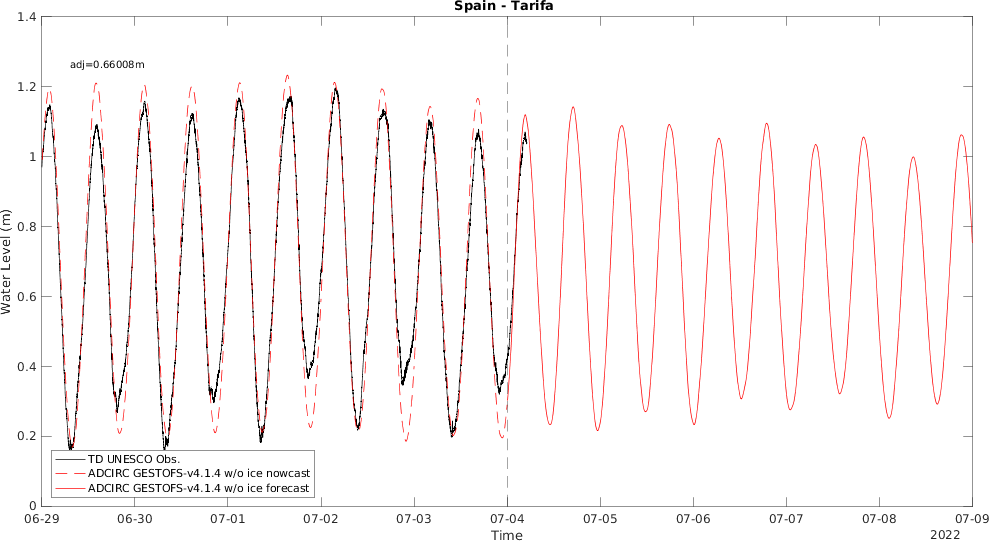 Spain - Tarifa
adj=0.66008m
Water Level (m)
1.4
1.2
1
0.8
0.6
0.4
0.2
0
TD UNESCO Obs.
ADCIRC GESTOFS-v4.1.4 w/o ice nowcast
ADCIRC GESTOFS-v4.1.4 w/o ice forecast
06-29 06-30 07-01 07-02 07-03 07-04 07-05 07-06 07-07 07-08 07-09
Time
2022